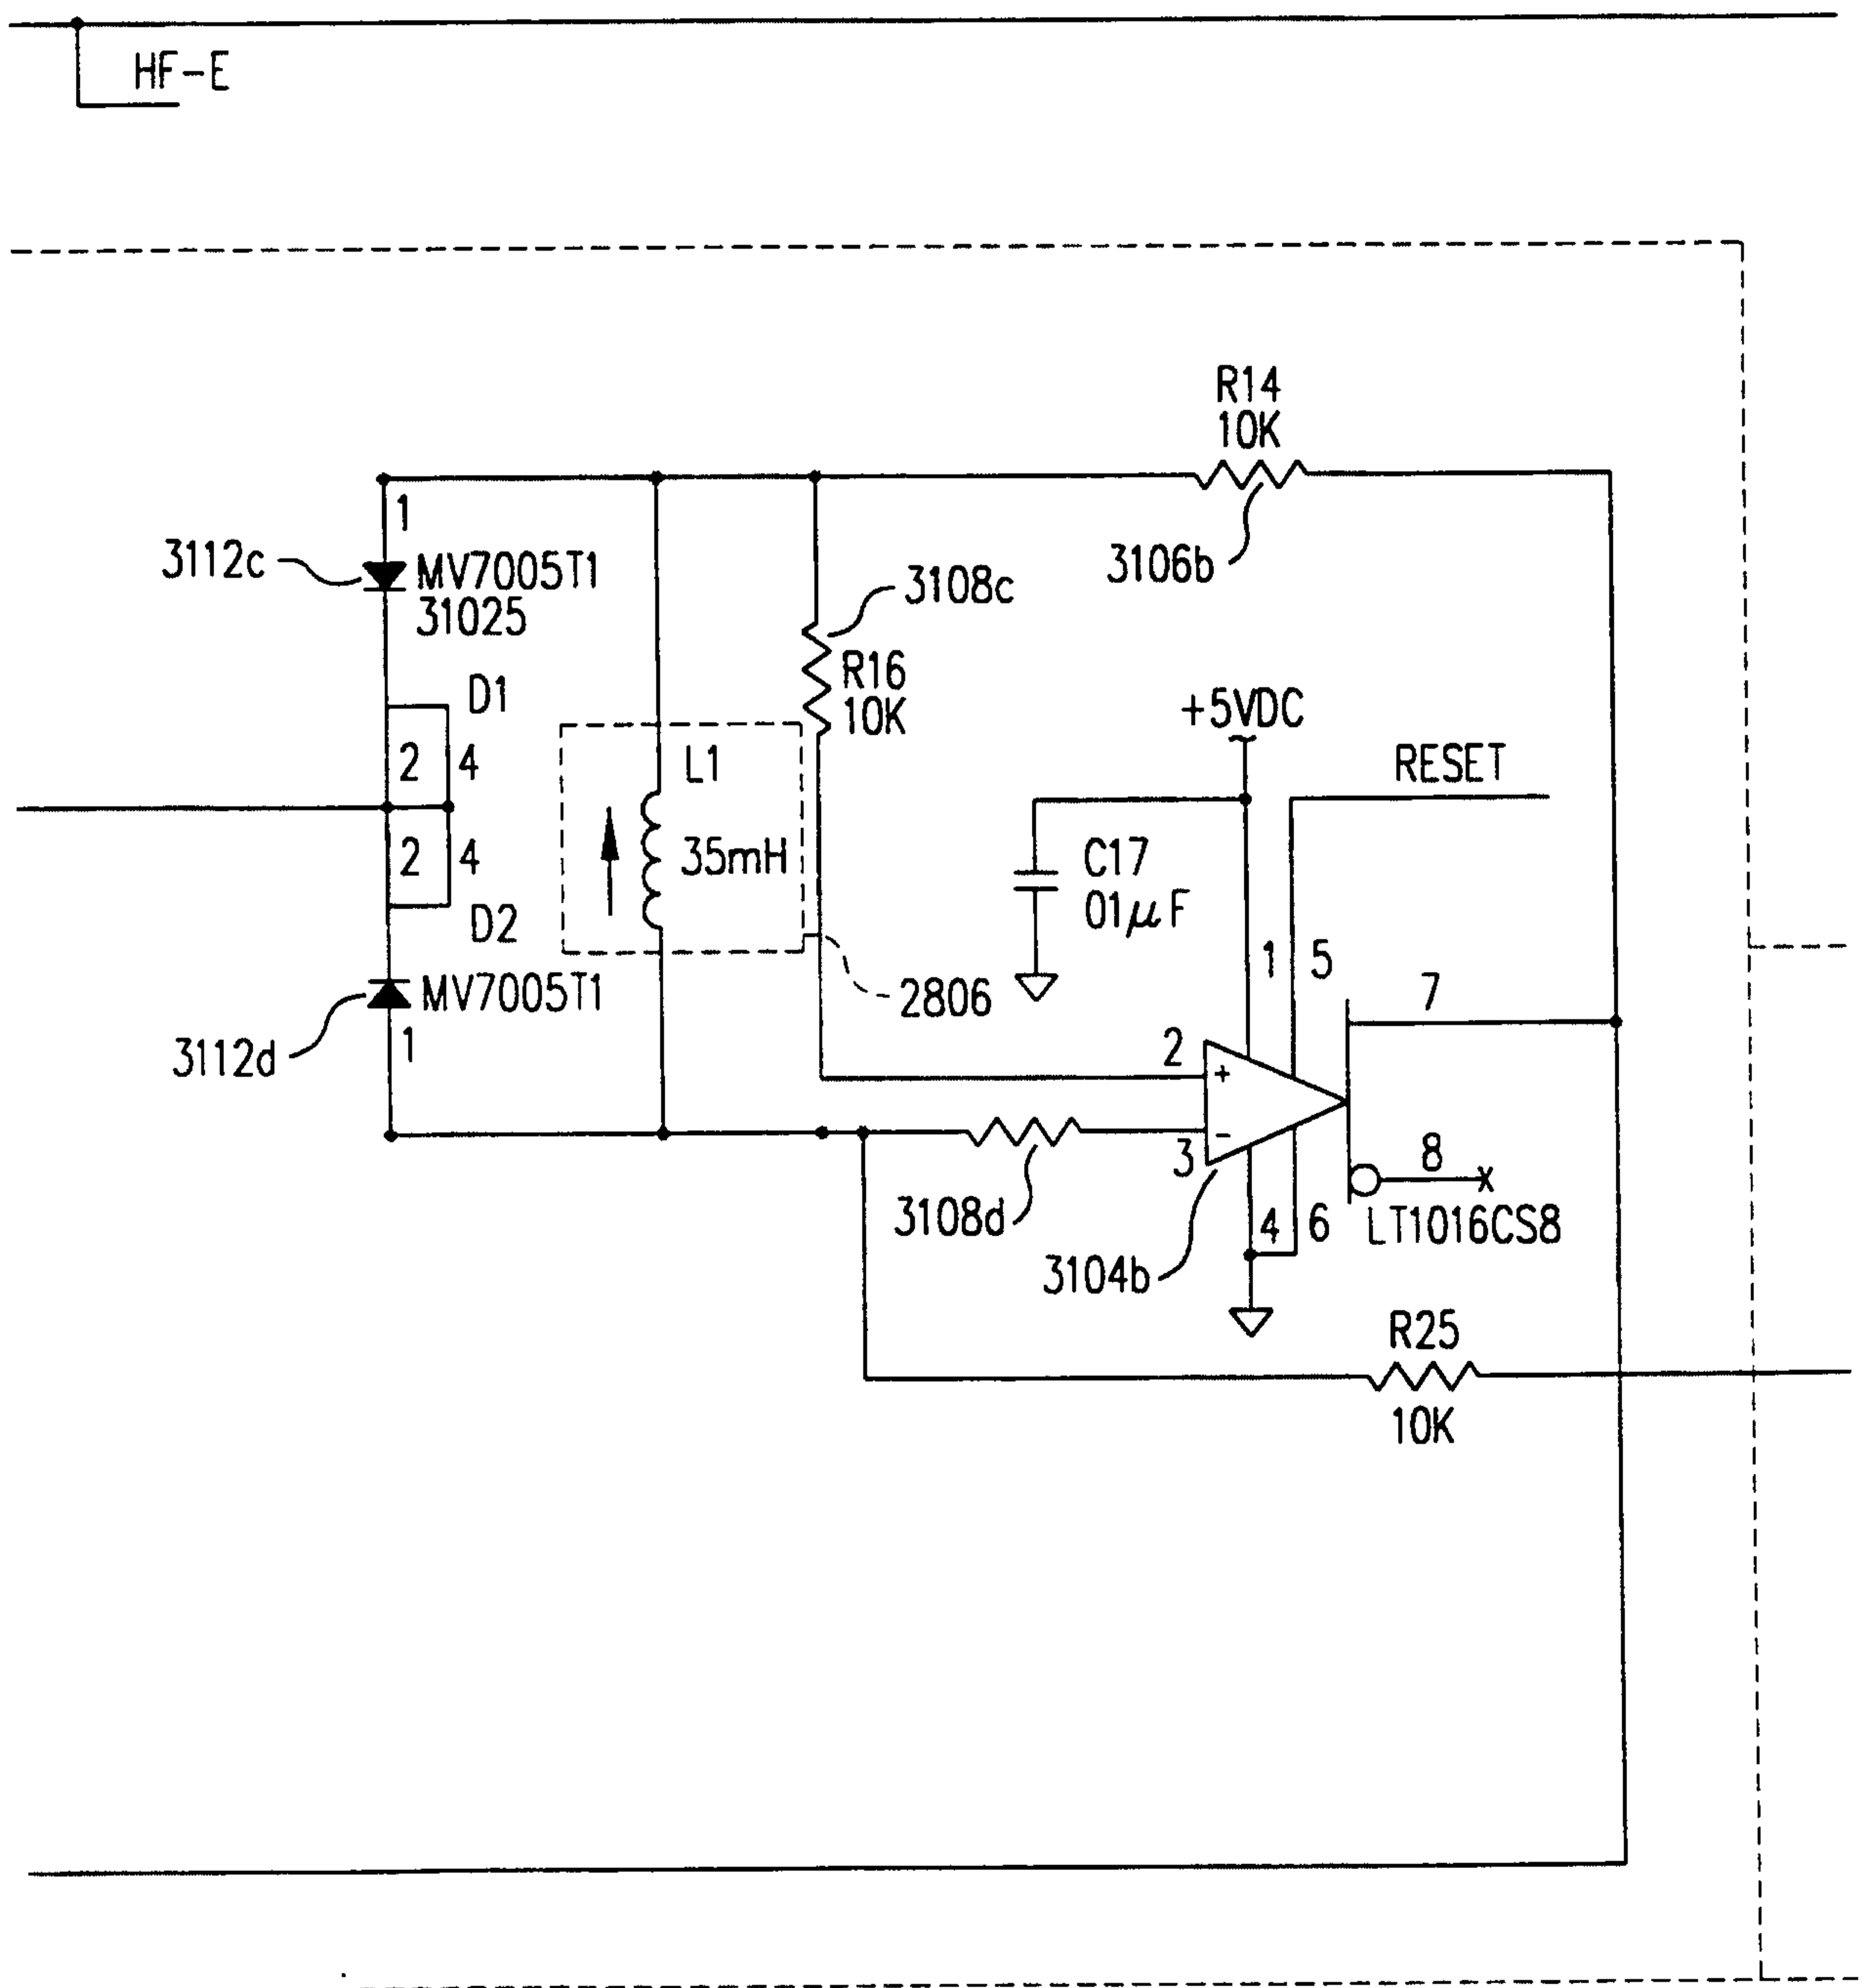 HF-E
R14
10K
3106b
1
3112c
MV7005T1
31025
3108c
R16
10K
D1
+5VDC
2
4
L1
RESET
2
4
35mH
C17
01μF
D2
1
5
MV7005T1
2806
7
3112d
1
2
+
-
3
8
x
3108d
4
6
LT1016CS8
3104b
R25
10K